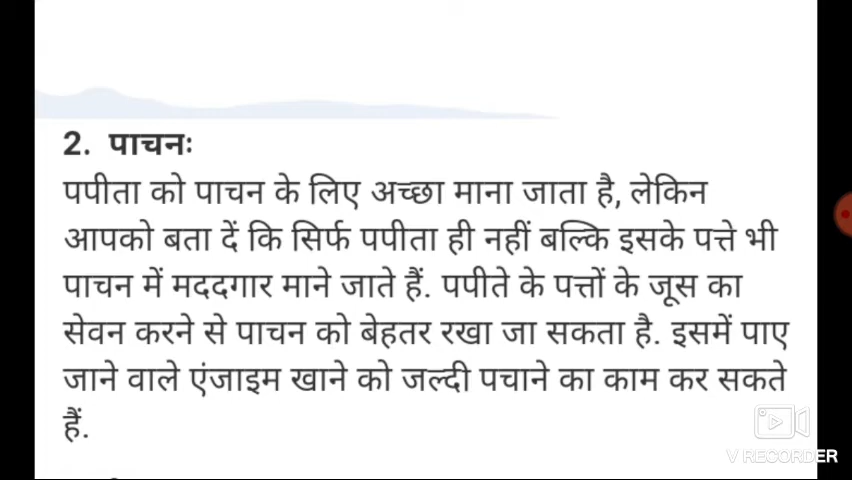 2. पाचनः
पपीता को पाचन के लिए अच्छा माना जाता है, लेकिन
आपको बता दें कि सिर्फ पपीता ही नहीं बल्कि इसके पत्ते भी
पाचन में मददगार माने जाते हैं. पपीते के पत्तों के जूस का
सेवन करने से पाचन को बेहतर रखा जा सकता है. इसमें पाए
जाने वाले एंजाइम खाने को जल्दी पचाने का काम कर सकते
हैं.
V RECORDER